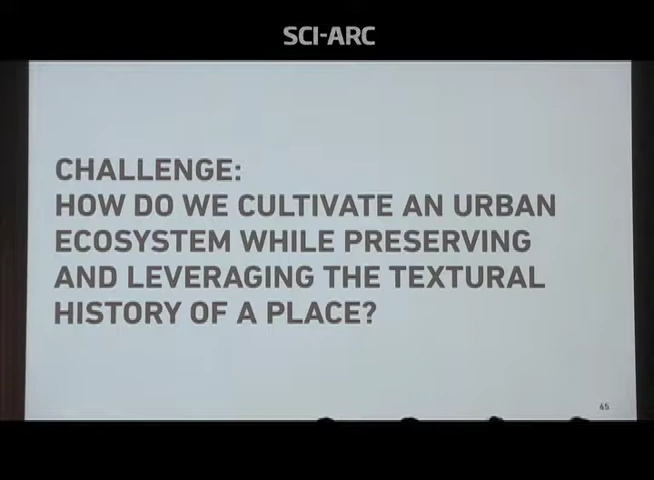 SCI-ARC
CHALLENGE:
HOW DO WE CULTIVATE AN URBAN
ECOSYSTEM WHILE PRESERVING
AND LEVERAGING THE TEXTURAL
HISTORY OF A PLACE?
45